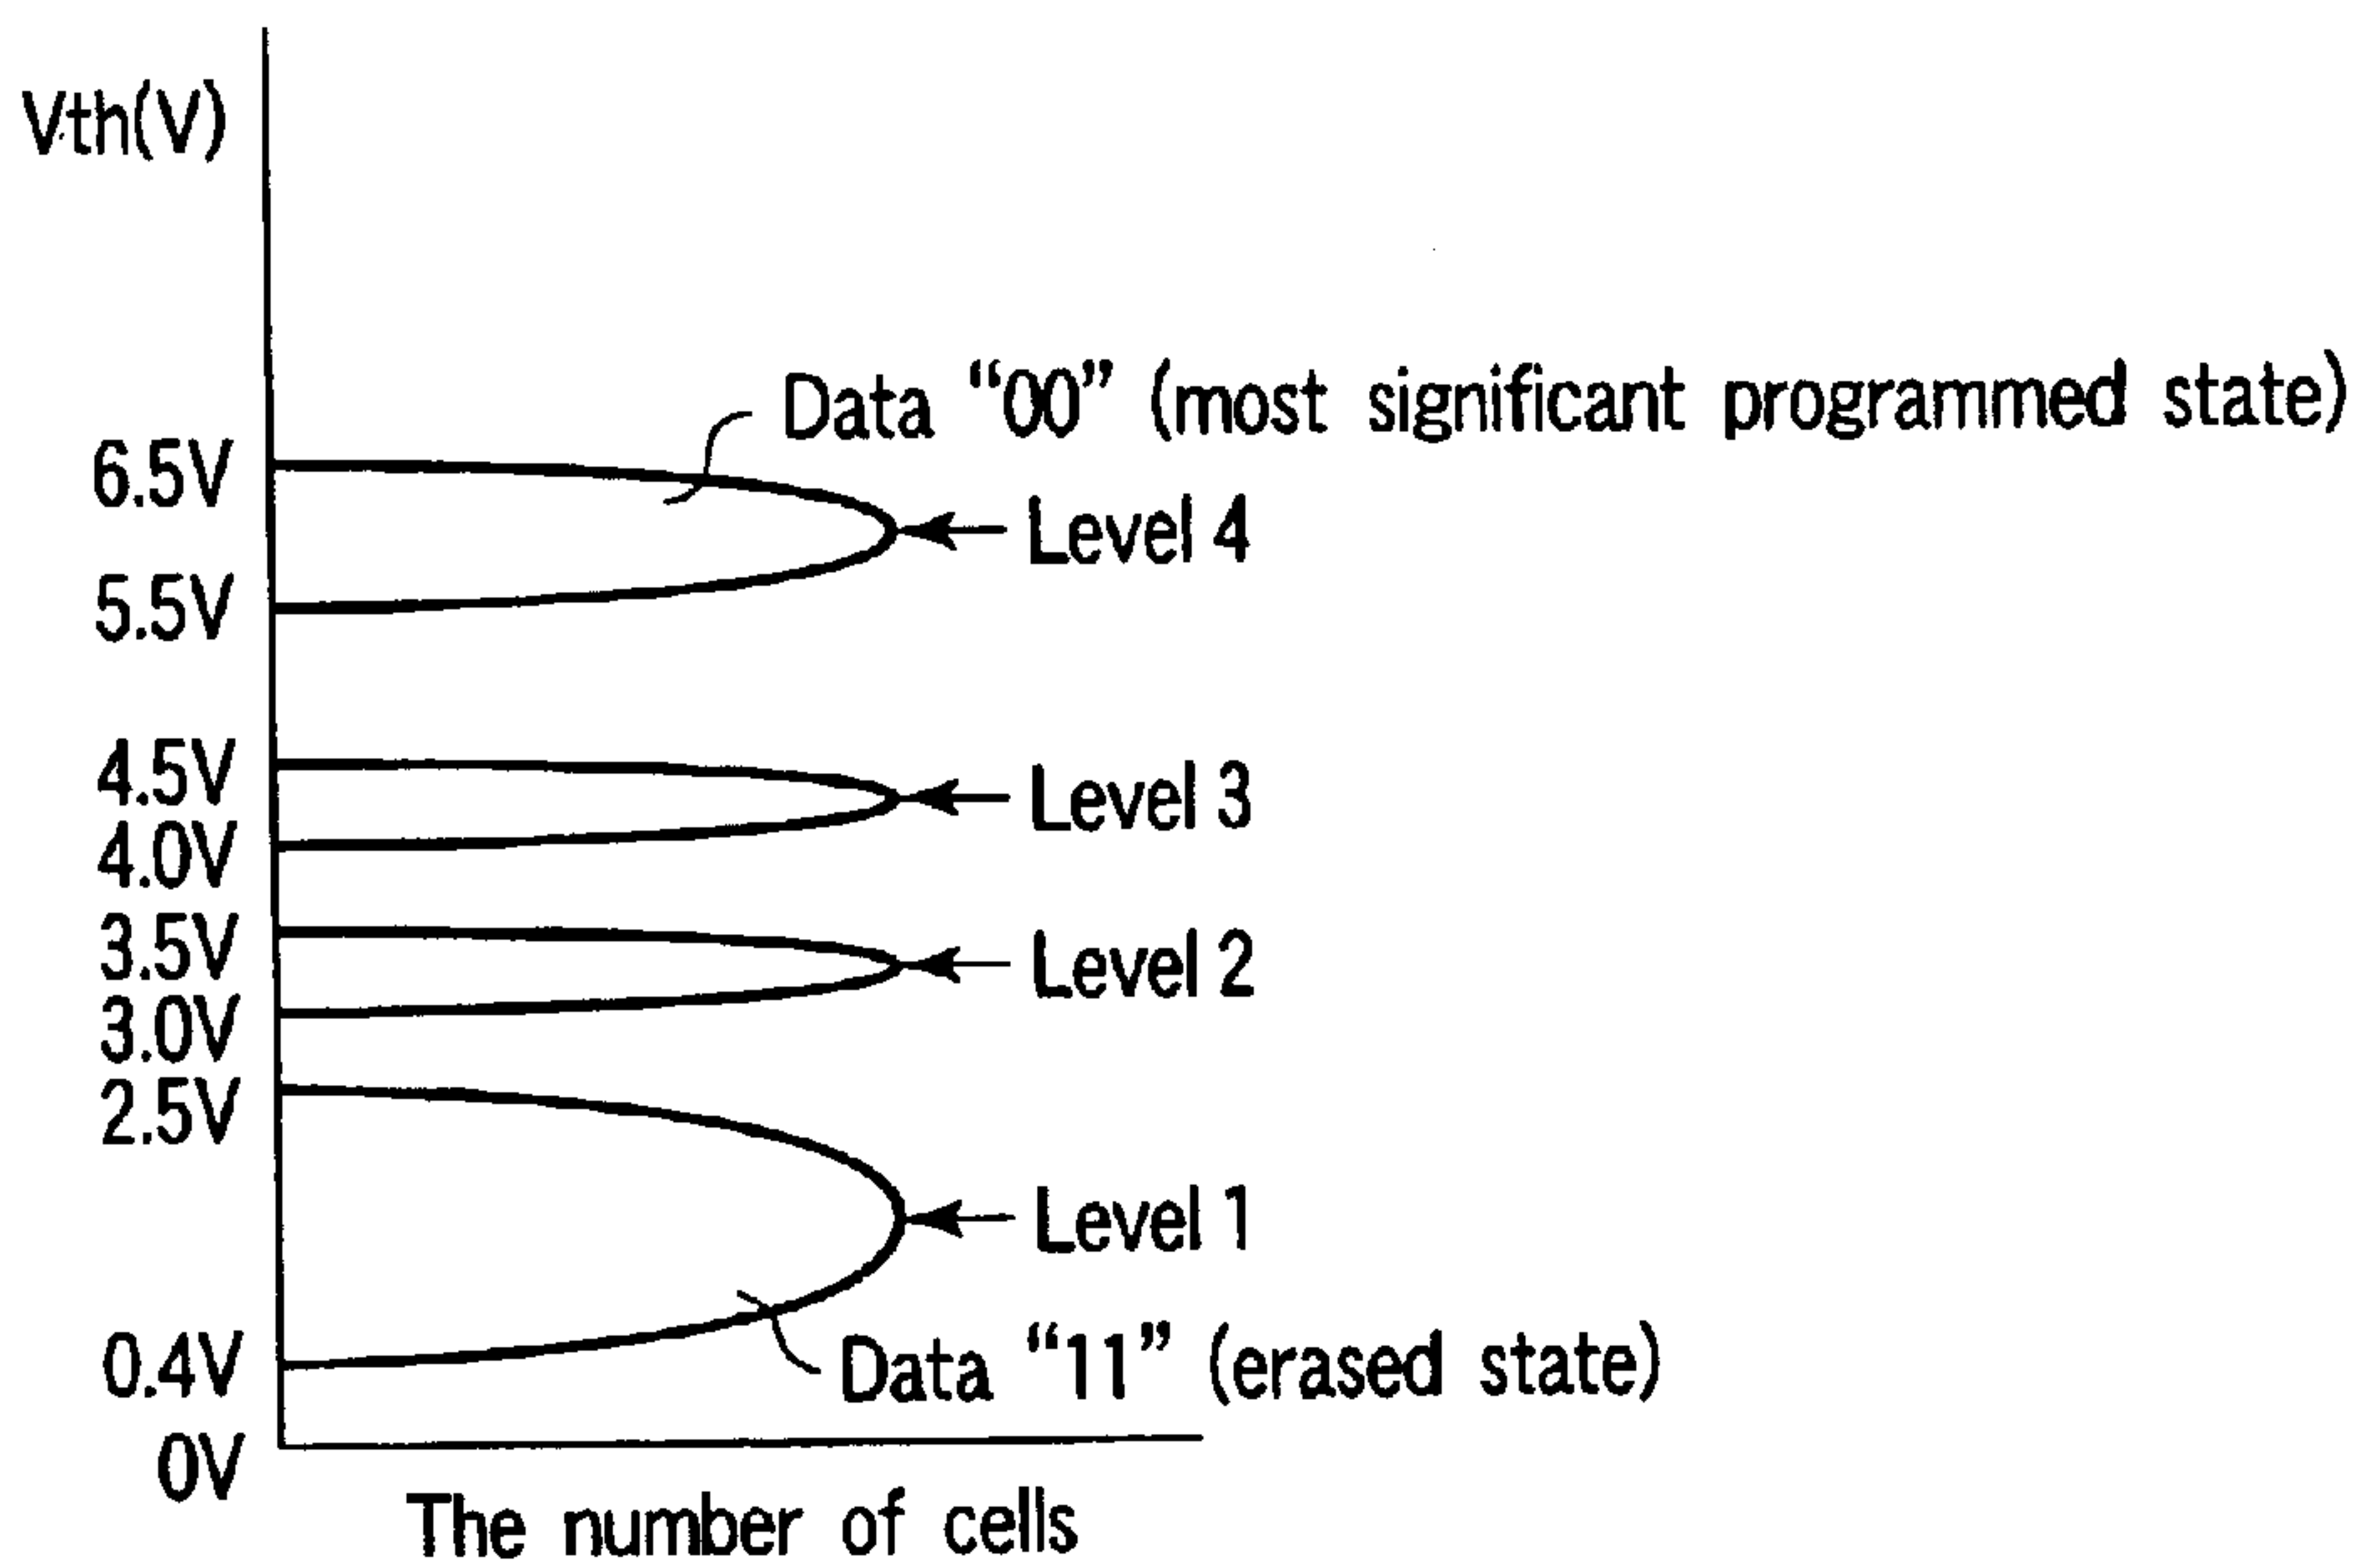 Vth(V)
Data “00” (most significant programmed state)
6.5V
Level 4
5.5V
4.5V
Level 3
4.0V
3.5V
Level 2
3.0V
2.5V
Level 1
0.4V
Data “11” (erased state)
0V
The number of cells